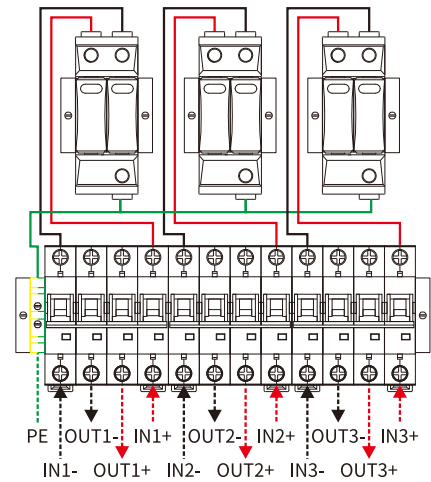 PE OUT1- IN1+ OUT2- IN2+ OUT3- IN3+
IN1- OUT1+ IN2- OUT2+ IN3- OUT3+